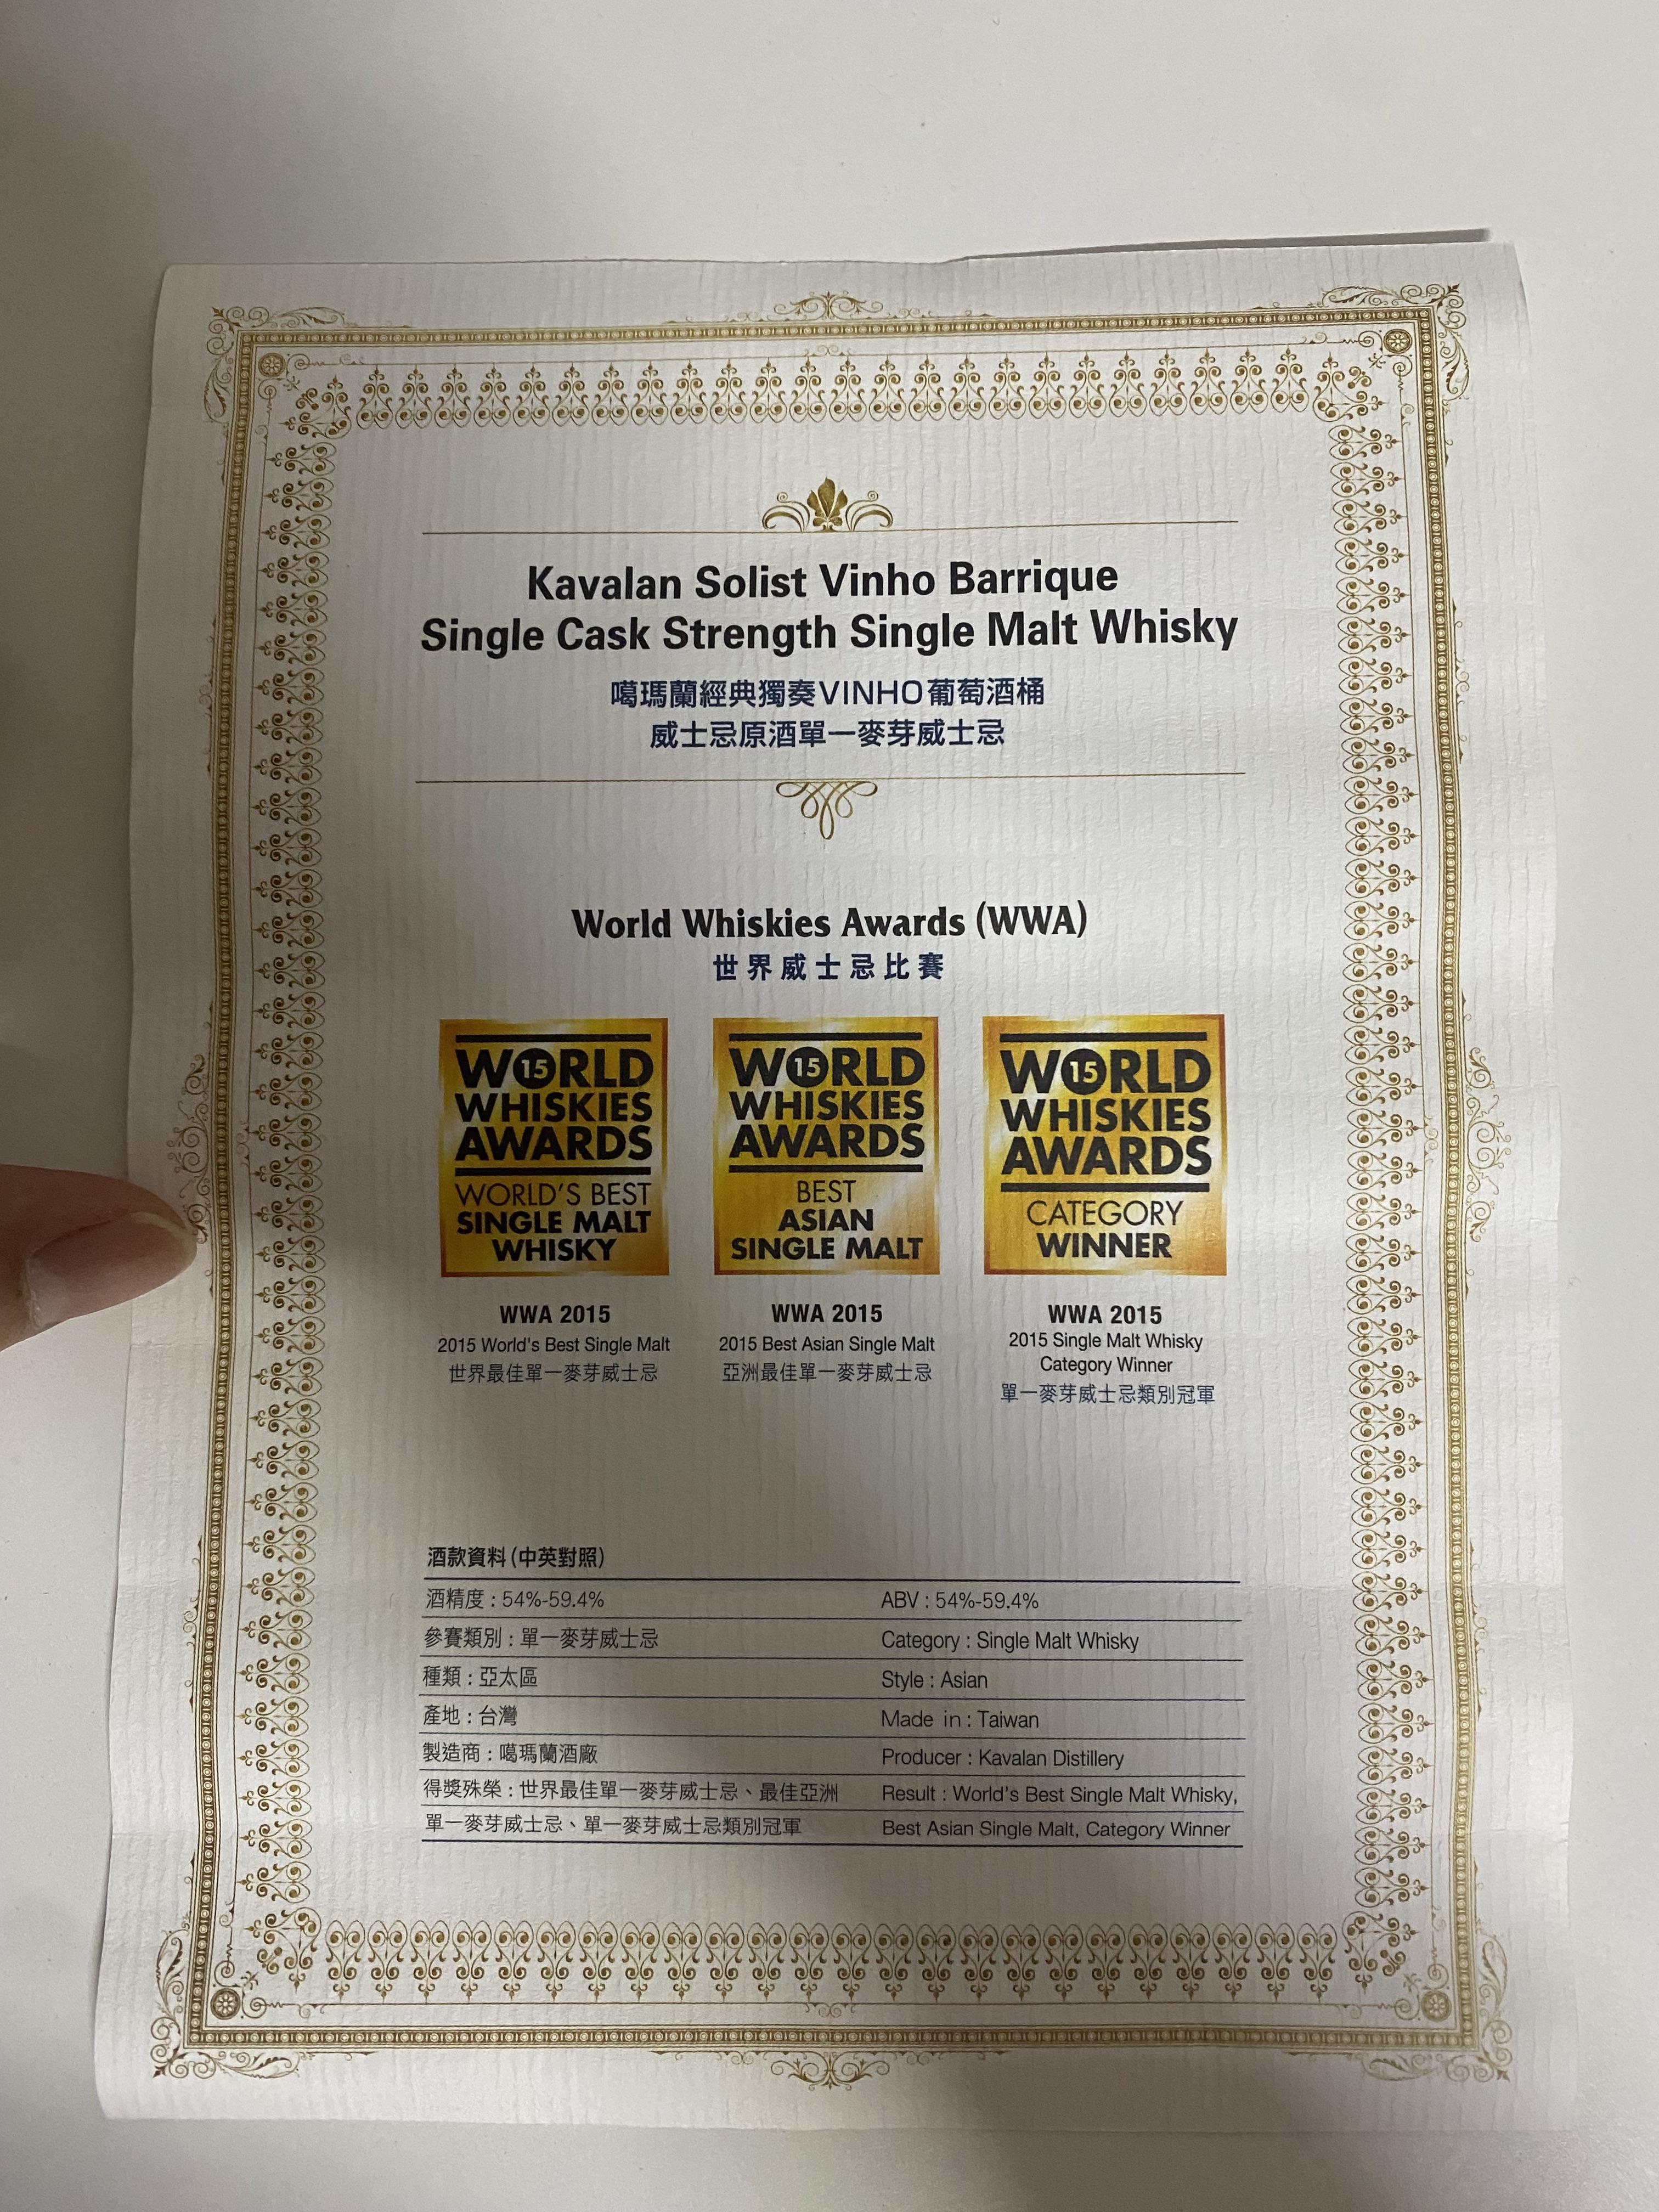 Kavalan Solist Vinho Barrique
Single Cask Strength Single Malt Whisky
噶瑪蘭經典獨奏VINHO葡萄酒桶
威士忌原酒單一麥芽威士忌
World Whiskies Awards (WWA)
世界威士忌比賽
W15RLD
WHISKIES
AWARDS
WORLD'S BEST
SINGLE MALT
WHISKY
WWA 2015
2015 World's Best Single Malt
世界最佳單一麥芽威士忌
W15RLD
WHISKIES
AWARDS
BEST
ASIAN
SINGLE MALT
WWA 2015
2015 Best Asian Single Malt
亞洲最佳單一麥芽威士忌
W15RLD
WHISKIES
AWARDS
CATEGORY
WINNER
WWA 2015
2015 Single Malt Whisky
Category Winner
單一麥芽威士忌類別冠軍
酒款資料(中英對照)
酒精度:54%-59.4% ABV : 54%-59.4%
參賽類別:單一麥芽威士忌 Category : Single Malt Whisky
種類:亞太區 Style : Asian
產地:台灣 Made in : Taiwan
製造商:噶瑪蘭酒廠 Producer : Kavalan Distillery
得獎殊榮:世界最佳單一麥芽威士忌、最佳亞洲 Result : World's Best Single Malt Whisky,
單一麥芽威士忌、單一麥芽威士忌類別冠軍 Best Asian Single Malt, Category Winner